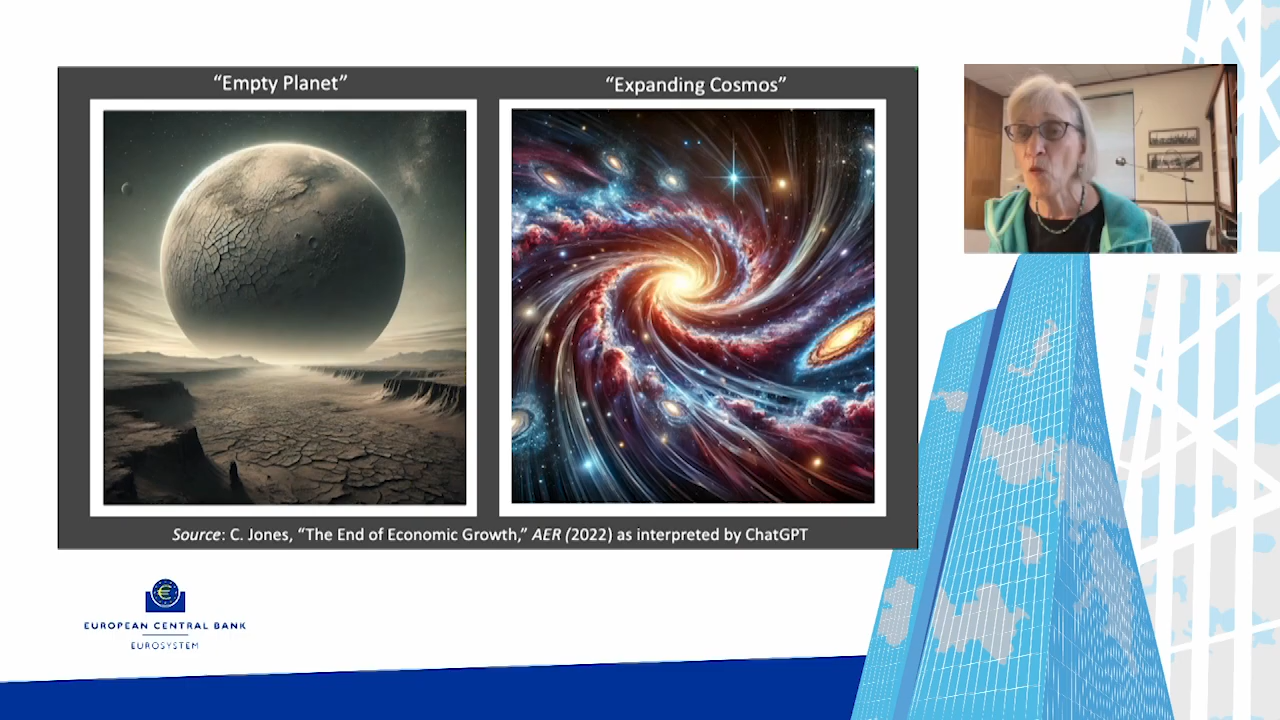 “Empty Planet”
“Expanding Cosmos”
Source: C. Jones, “The End of Economic Growth,” AER (2022) as interpreted by ChatGPT
EUROPEAN CENTRAL BANK
EUROSYSTEM